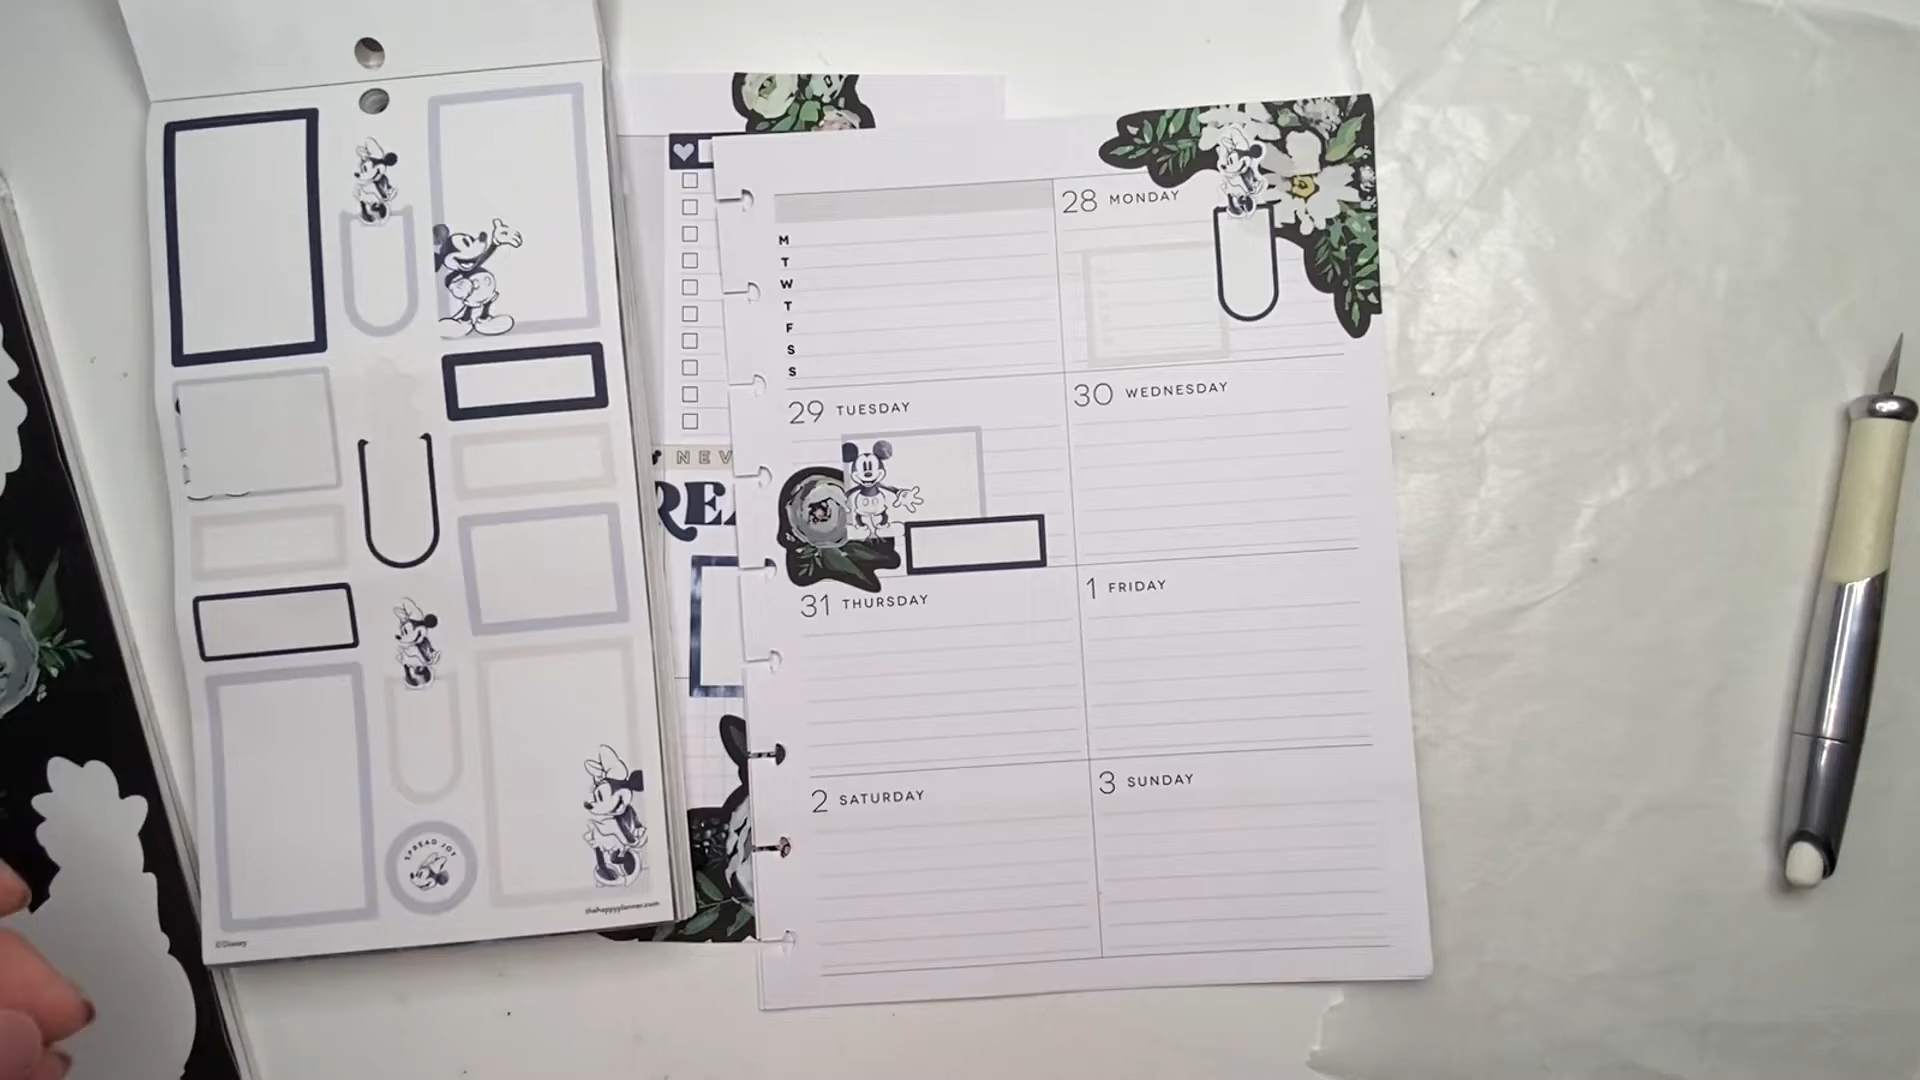 SPREAD JOY
©Disney
thehappyplanner.com
NEV
REA
M
T
W
T
F
S
S
28 MONDAY
29 TUESDAY
30 WEDNESDAY
31 THURSDAY
1 FRIDAY
2 SATURDAY
3 SUNDAY